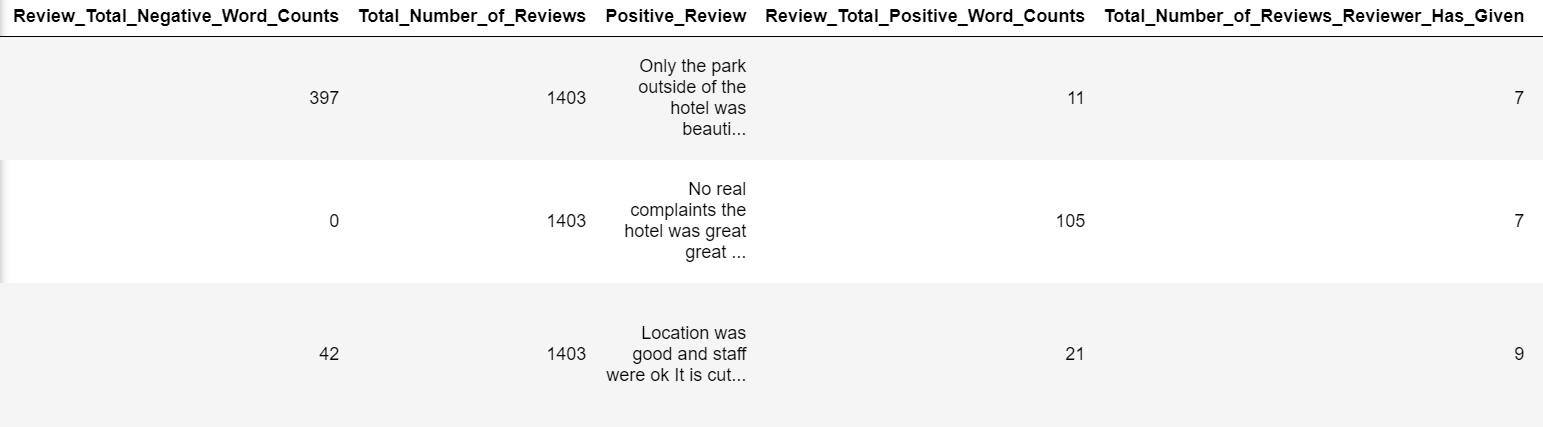 Review_Total_Negative_Word_Counts Total_Number_of_Reviews Positive_Review Review_Total_Positive_Word_Counts Total_Number_of_Reviews_Reviewer_Has_Given
Only the park
outside of the
hotel was
beauti...
397 1403 11 7
No real
complaints the
hotel was great
great ...
0 1403 105 7
Location was
good and staff
were ok It is cut...
42 1403 21 9